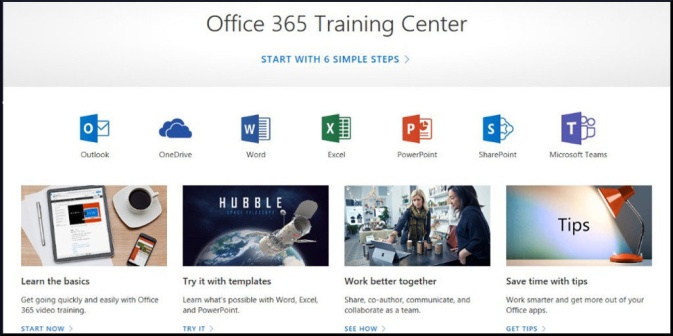 Office 365 Training Center
START WITH 6 SIMPLE STEPS >
Outlook
OneDrive
Word
Excel
PowerPoint
SharePoint
Microsoft Teams
HUBBLE
SPACE TELESCOPE
Tips
Learn the basics
Get going quickly and easily with Office
365 video training.
START NOW >
Try it with templates
Learn what's possible with Word, Excel,
and PowerPoint.
TRY IT >
Work better together
Share, co-author, communicate, and
collaborate as a team.
SEE HOW >
Save time with tips
Work smarter and get more out of your
Office apps.
GET TIPS >